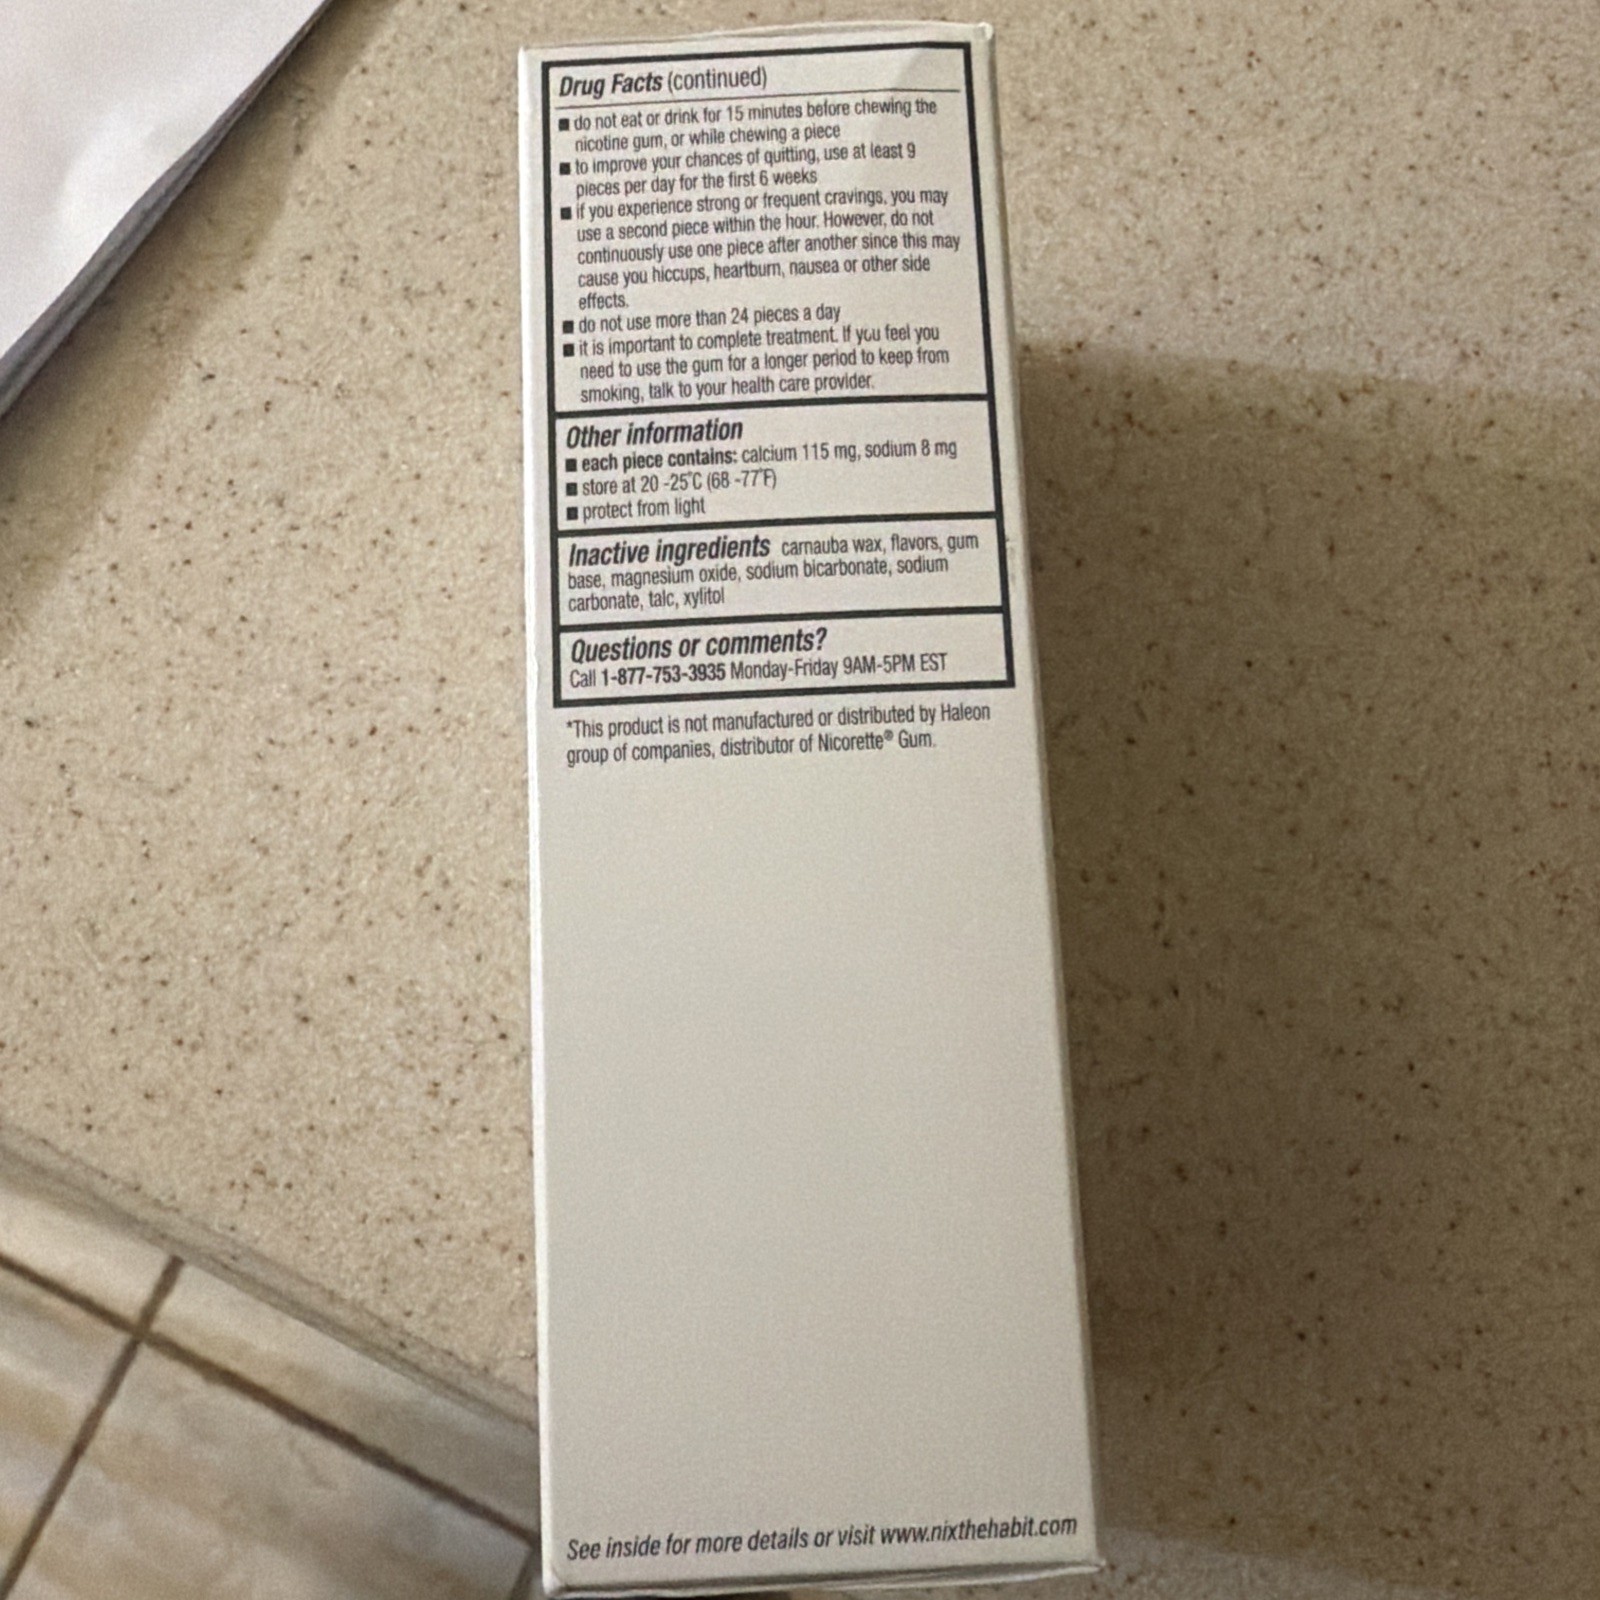 Drug Facts (continued)
■ do not eat or drink for 15 minutes before chewing the
nicotine gum, or while chewing a piece
■ to improve your chances of quitting, use at least 9
pieces per day for the first 6 weeks
■ if you experience strong or frequent cravings, you may
use a second piece within the hour. However, do not
continuously use one piece after another since this may
cause you hiccups, heartburn, nausea or other side
effects.
■ do not use more than 24 pieces a day
■ it is important to complete treatment. If you feel you
need to use the gum for a longer period to keep from
smoking, talk to your health care provider.
Other information
■ each piece contains: calcium 115 mg, sodium 8 mg
■ store at 20 -25°C (68 -77°F)
■ protect from light
Inactive ingredients carnauba wax, flavors, gum
base, magnesium oxide, sodium bicarbonate, sodium
carbonate, talc, xylitol
Questions or comments?
Call 1-877-753-3935 Monday-Friday 9AM-5PM EST
*This product is not manufactured or distributed by Haleon
group of companies, distributor of Nicorette® Gum.
See inside for more details or visit www.nixthehabit.com